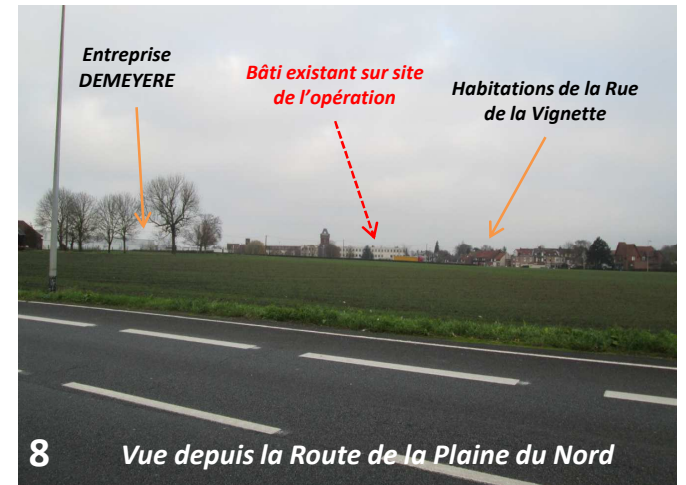 Entreprise
DEMEYERE
Bâti existant sur site
de l'opération
Habitations de la Rue
de la Vignette
8
Vue depuis la Route de la Plaine du Nord